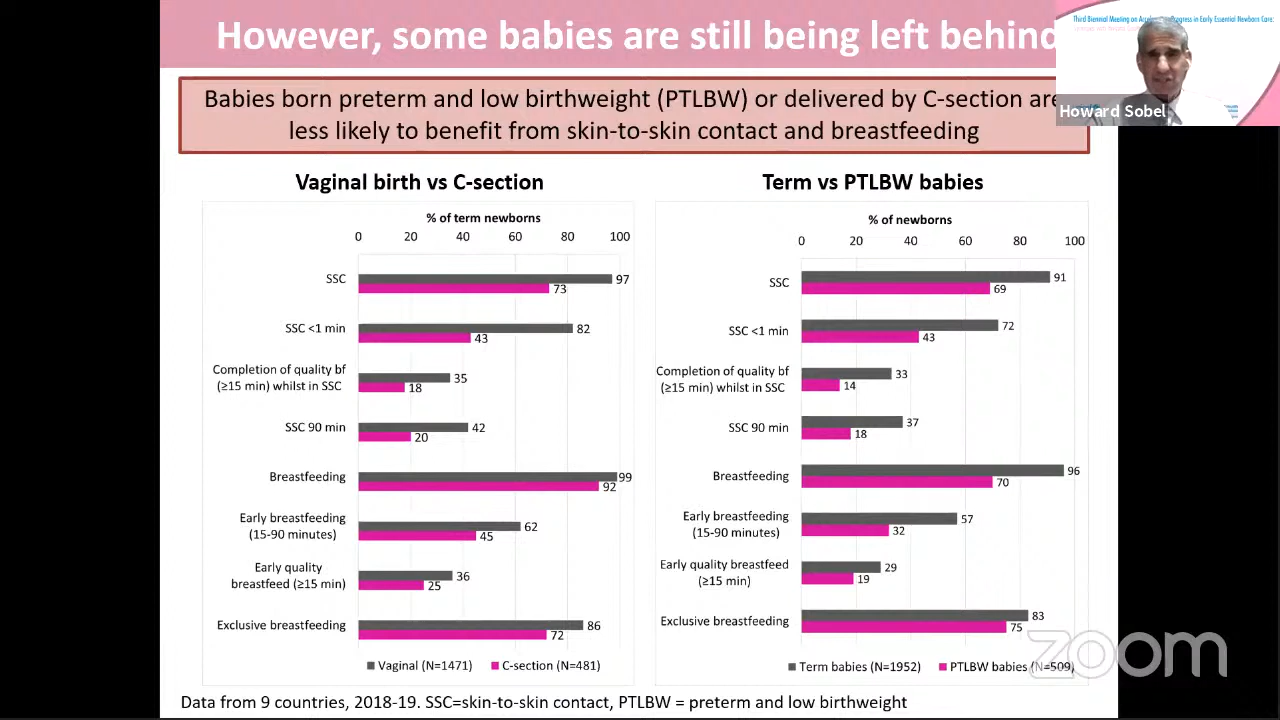 However, some babies are still being left behind
Third Biennial Meeting on
Progress in Early Essential Newborn Care:
Howard Sobel
Babies born preterm and low birthweight (PTLBW) or delivered by C-section are
less likely to benefit from skin-to-skin contact and breastfeeding
Vaginal birth vs C-section
% of term newborns
0 20 40 60 80 100
SSC
97
73
SSC <1 min
82
43
Completion of quality bf
(≥15 min) whilst in SSC
35
18
SSC 90 min
42
20
Breastfeeding
99
92
Early breastfeeding
(15-90 minutes)
62
45
Early quality
breastfeed (≥15 min)
36
25
Exclusive breastfeeding
86
72
Vaginal (N=1471) C-section (N=481)
Term vs PTLBW babies
% of newborns
0 20 40 60 80 100
SSC
91
69
SSC <1 min
72
43
Completion of quality bf
(≥15 min) whilst in SSC
33
14
SSC 90 min
37
18
Breastfeeding
96
70
Early breastfeeding
(15-90 minutes)
57
32
Early quality breastfeed
(≥15 min)
29
19
Exclusive breastfeeding
83
75
Term babies (N=1952) PTLBW babies (N=509)
zoom
Data from 9 countries, 2018-19. SSC=skin-to-skin contact, PTLBW = preterm and low birthweight